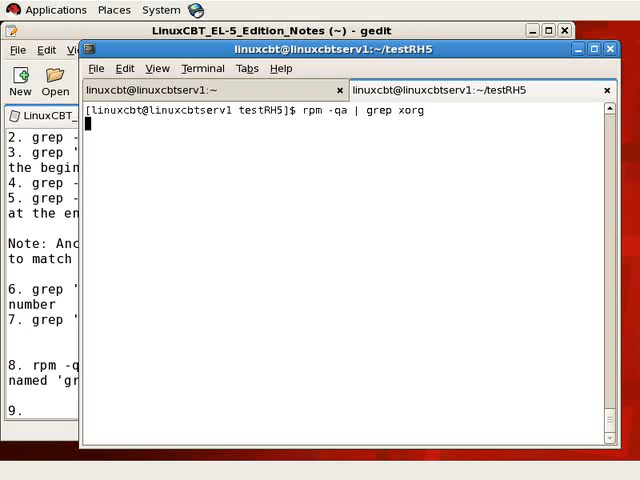 Applications Places System
LinuxCBT_EL-5_Edition_Notes (~) - gedit
File Edit Vi
New Open
LinuxCBT_
2. grep -
3. grep '
the begin
4. grep -
5. grep -
at the en
Note: Anc
to match
6. grep '
number
7. grep '
8. rpm -q
named 'gr
9.
linuxcbt@linuxcbtserv1:~/testRH5
File Edit View Terminal Tabs Help
linuxcbt@linuxcbtserv1:~ linuxcbt@linuxcbtserv1:~/testRH5
[linuxcbt@linuxcbtserv1 testRH5]$ rpm -qa | grep xorg